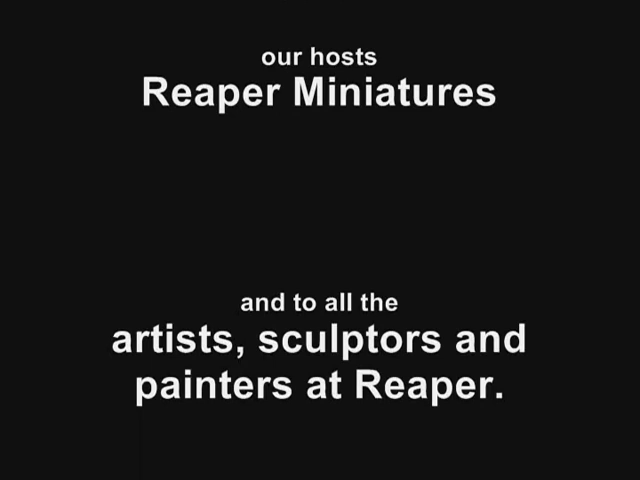 our hosts
Reaper Miniatures
and to all the
artists, sculptors and
painters at Reaper.